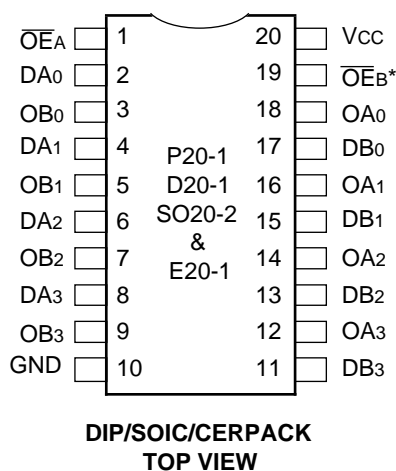 O̅E̅A 1 20 VCC
DA0 2 19 O̅E̅B*
OB0 3 18 OA0
DA1 4 17 DB0
P20-1
OB1 5 D20-1 16 OA1
DA2 6 SO20-2 15 DB1
&
OB2 7 14 OA2
E20-1
DA3 8 13 DB2
OB3 9 12 OA3
GND 10 11 DB3
DIP/SOIC/CERPACK
TOP VIEW